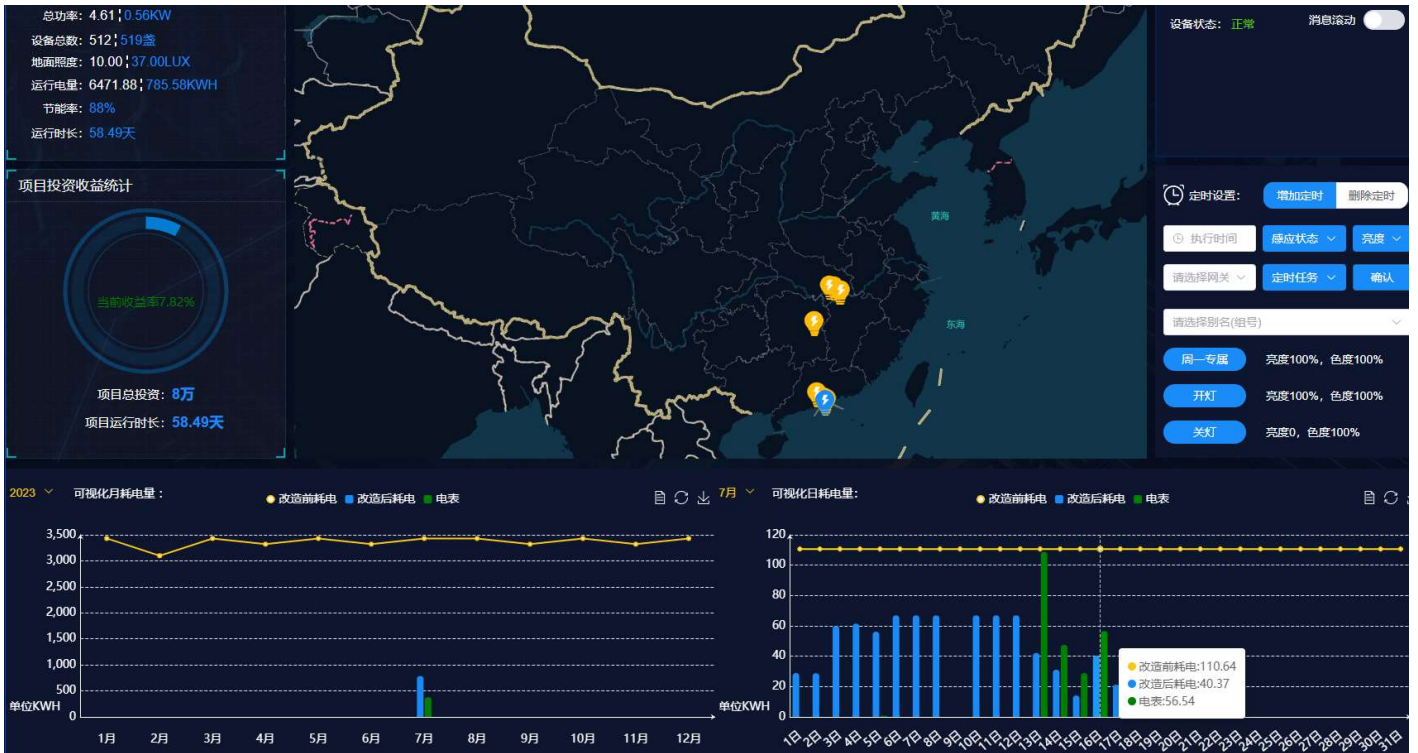 总功率: 4.61¦0.56KW
设备总数: 512¦519盏
地面照度: 10.00¦37.00LUX
运行电量: 6471.88¦785.58KWH
节能率: 88%
运行时长: 58.49天
项目投资收益统计
当前收益率7.82%
项目总投资: 8万
项目运行时长: 58.49天
黄海
东海
设备状态: 正常 消息滚动
定时设置: 增加定时 删除定时
执行时间 感应状态 亮度
请选择网关 定时任务 确认
请选择别名(组号)
周一专属 亮度100%, 色度100%
开灯 亮度100%, 色度100%
关灯 亮度0, 色度100%
2023 可视化月耗电量:
改造前耗电 改造后耗电 电表
3,500
3,000
2,500
2,000
1,500
1,000
500
单位KWH
0
1月 2月 3月 4月 5月 6月 7月 8月 9月 10月 11月 12月
7月 可视化日耗电量:
改造前耗电 改造后耗电 电表
120
100
80
60
40
20
单位KWH
0
改造前耗电:110.64
改造后耗电:40.37
电表:56.54
1日 2日 3日 4日 5日 6日 7日 8日 9日 10日 11日 12日 13日 14日 15日 16日 17日 18日 19日 20日 21日 22日 23日 24日 25日 26日 27日 28日 29日 30日 31日